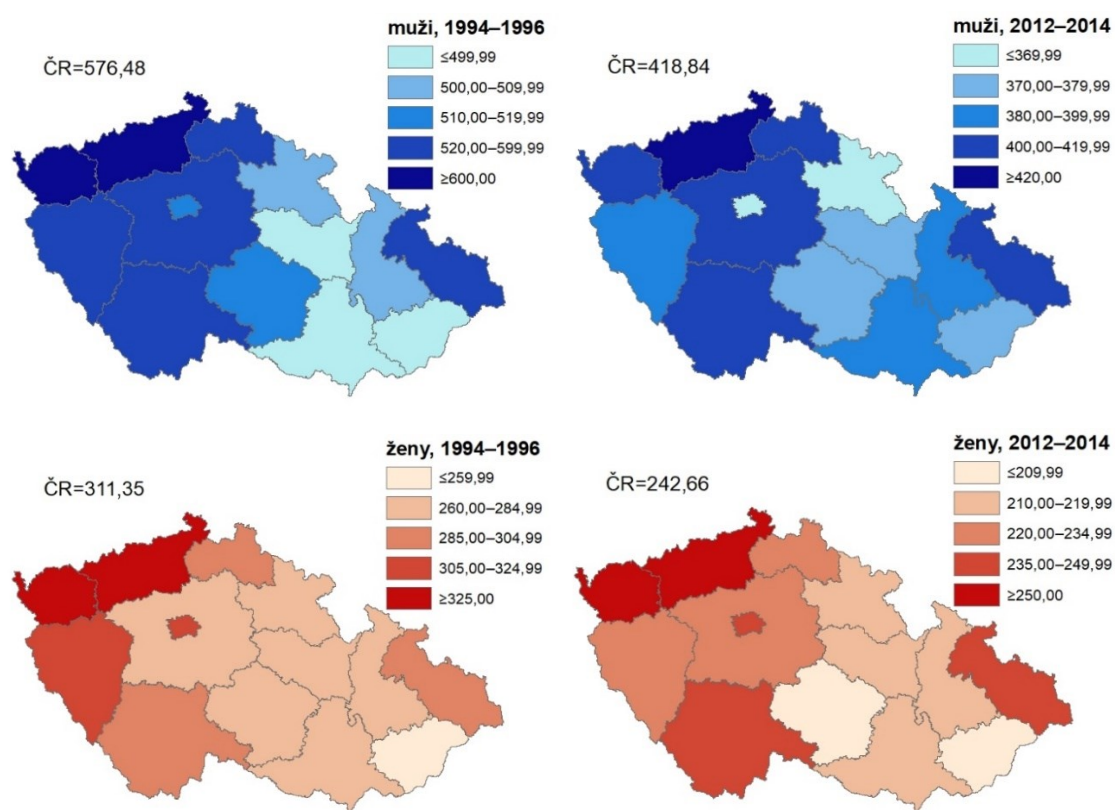 muži, 1994–1996
ČR=576,48
≤499,99
500,00–509,99
510,00–519,99
520,00–599,99
≥600,00
muži, 2012–2014
ČR=418,84
≤369,99
370,00–379,99
380,00–399,99
400,00–419,99
≥420,00
ženy, 1994–1996
ČR=311,35
≤259,99
260,00–284,99
285,00–304,99
305,00–324,99
≥325,00
ženy, 2012–2014
ČR=242,66
≤209,99
210,00–219,99
220,00–234,99
235,00–249,99
≥250,00